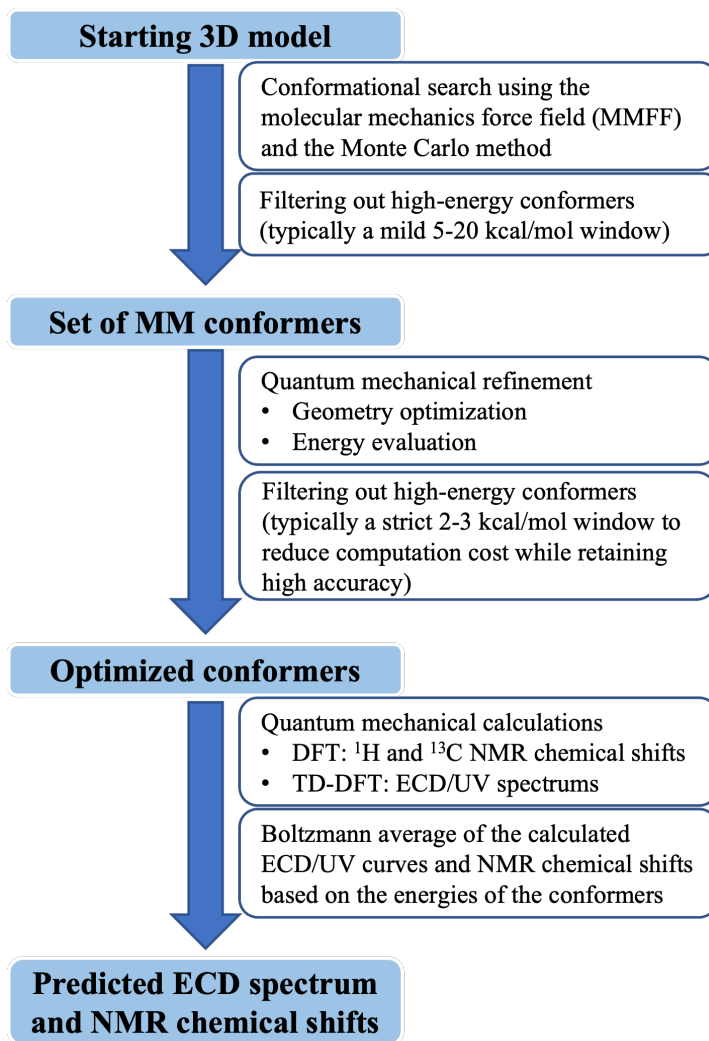 Starting 3D model
Conformational search using the
molecular mechanics force field (MMFF)
and the Monte Carlo method
Filtering out high-energy conformers
(typically a mild 5-20 kcal/mol window)
Set of MM conformers
Quantum mechanical refinement
• Geometry optimization
• Energy evaluation
Filtering out high-energy conformers
(typically a strict 2-3 kcal/mol window to
reduce computation cost while retaining
high accuracy)
Optimized conformers
Quantum mechanical calculations
• DFT: ¹H and ¹³C NMR chemical shifts
• TD-DFT: ECD/UV spectrums
Boltzmann average of the calculated
ECD/UV curves and NMR chemical shifts
based on the energies of the conformers
Predicted ECD spectrum
and NMR chemical shifts